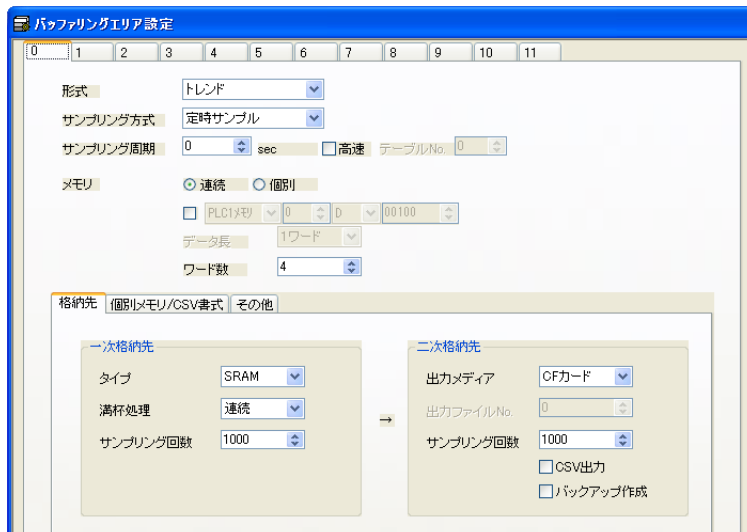 バッファリングエリア設定
0 1 2 3 4 5 6 7 8 9 10 11
形式 トレンド
サンプリング方式 定時サンプル
サンプリング周期 0 sec 高速 テーブルNo. 0
メモリ 連続 個別
PLC1メモリ 0 D 00100
データ長 1ワード
ワード数 4
格納先 個別メモリ/CSV書式 その他
一次格納先
タイプ SRAM
満杯処理 連続
サンプリング回数 1000
→
二次格納先
出力メディア CFカード
出力ファイルNo. 0
サンプリング回数 1000
CSV出力
バックアップ作成